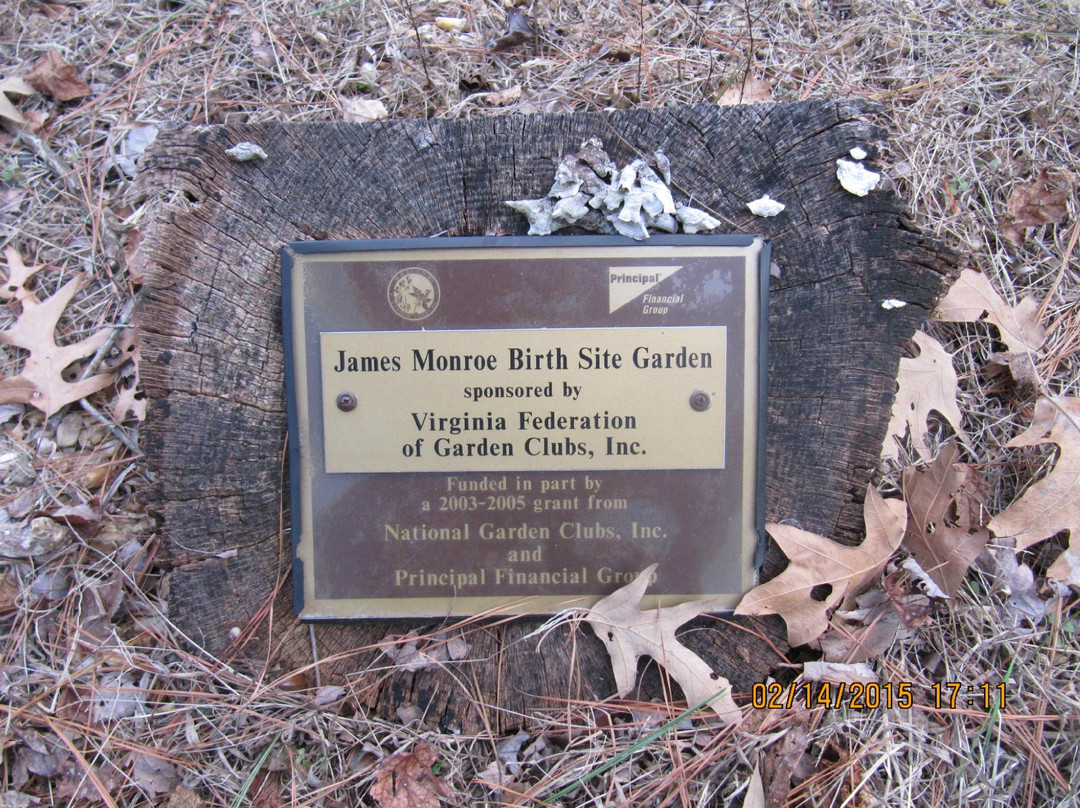 Principal
Financial
Group
James Monroe Birth Site Garden
sponsored by
Virginia Federation
of Garden Clubs, Inc.
Funded in part by
a 2003-2005 grant from
National Garden Clubs, Inc.
and
Principal Financial Group
02/14/2015 17:11